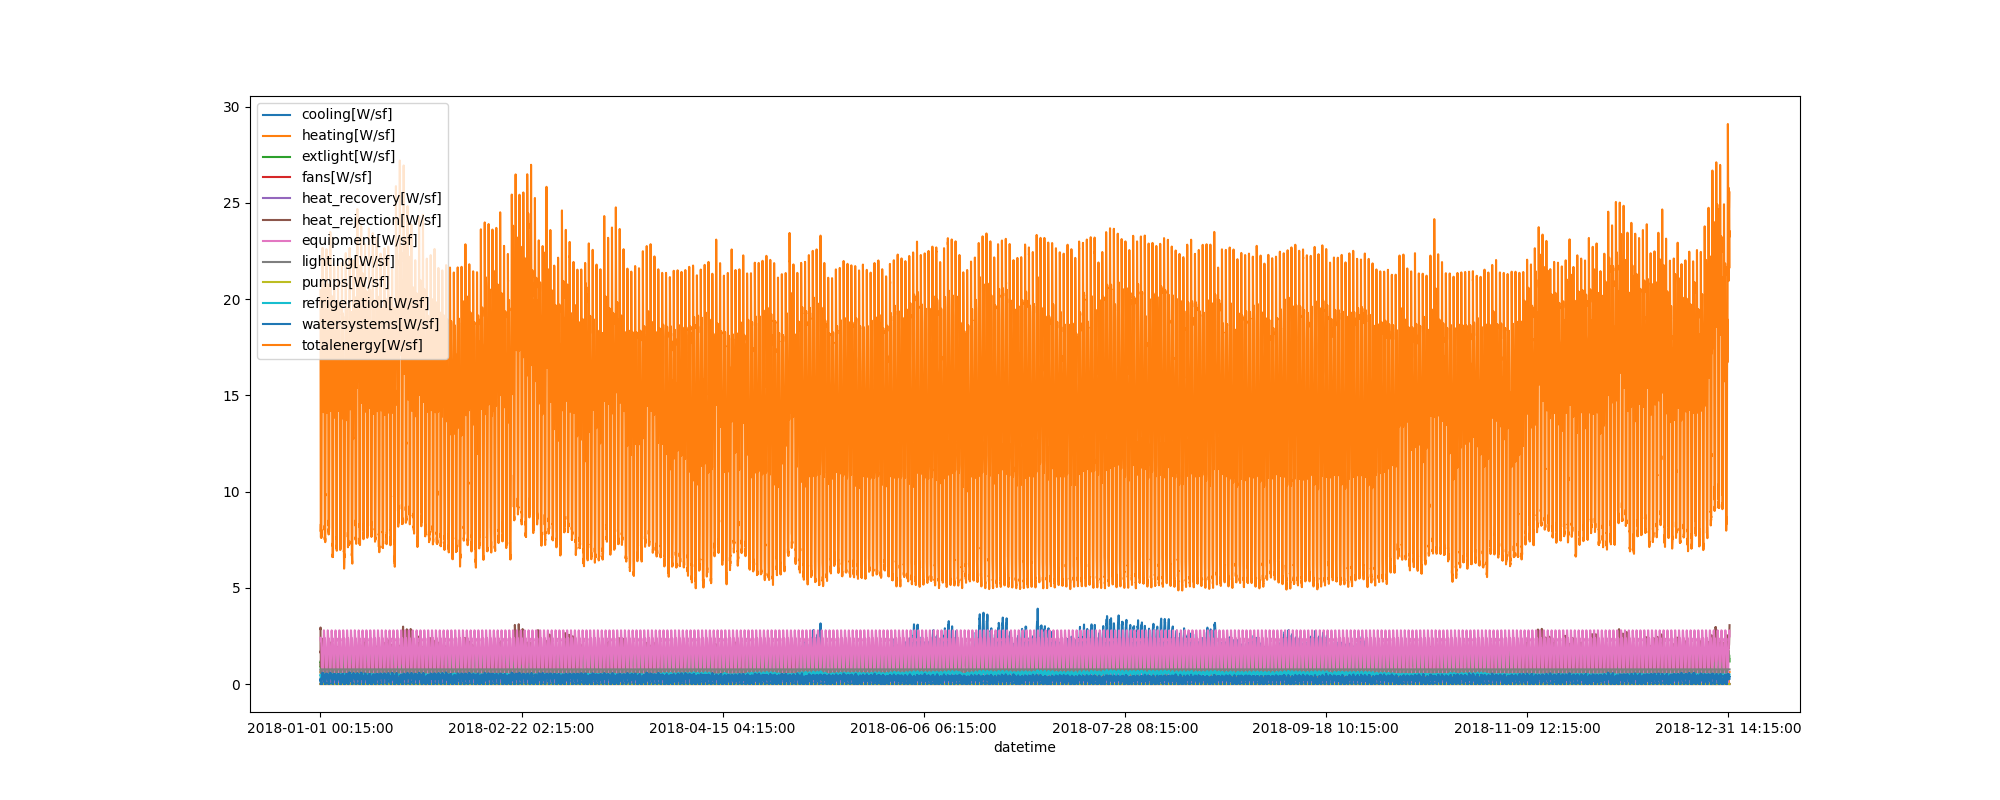 30
25
20
15
10
5
0
cooling[W/sf]
heating[W/sf]
extlight[W/sf]
fans[W/sf]
heat_recovery[W/sf]
heat_rejection[W/sf]
equipment[W/sf]
lighting[W/sf]
pumps[W/sf]
refrigeration[W/sf]
watersystems[W/sf]
totalenergy[W/sf]
2018-01-01 00:15:00 2018-02-22 02:15:00 2018-04-15 04:15:00 2018-06-06 06:15:00 2018-07-28 08:15:00 2018-09-18 10:15:00 2018-11-09 12:15:00 2018-12-31 14:15:00
datetime